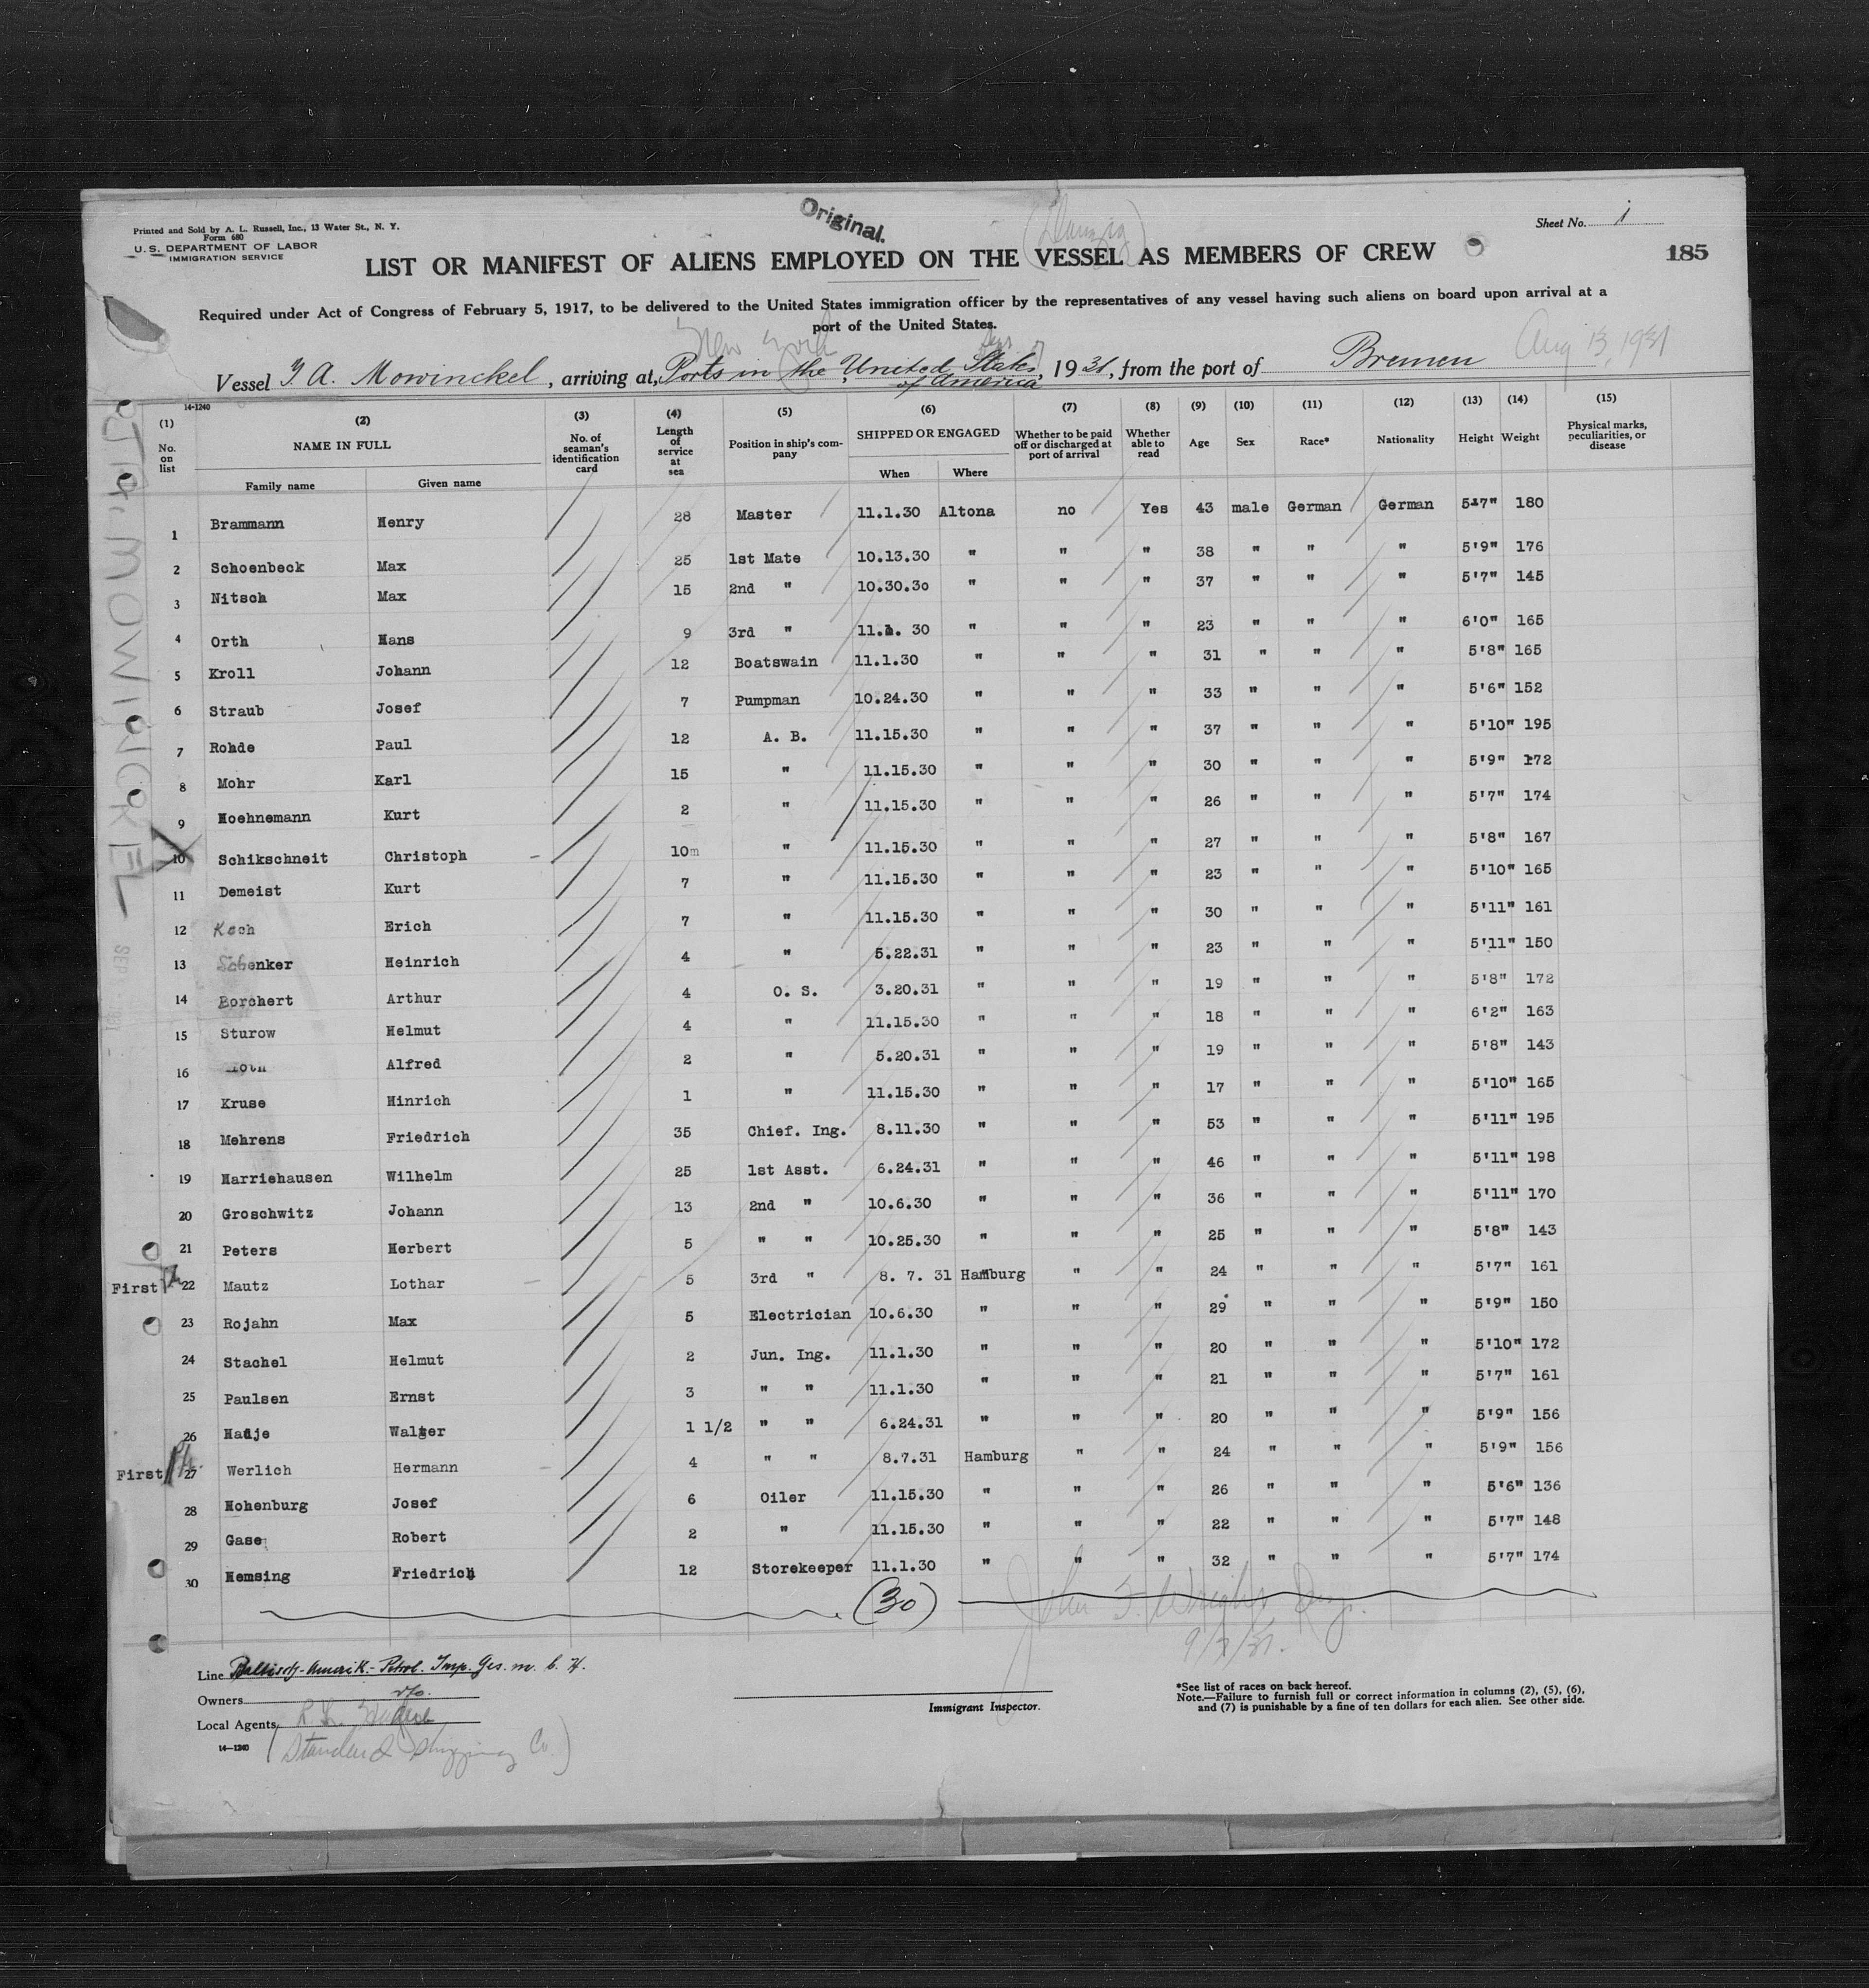 Original.
(Danzig)
Sheet No. 1
Printed and Sold by A. L. Russell, Inc., 13 Water St., N. Y.
Form 680
U. S. DEPARTMENT OF LABOR
IMMIGRATION SERVICE
185
LIST OR MANIFEST OF ALIENS EMPLOYED ON THE VESSEL AS MEMBERS OF CREW
Required under Act of Congress of February 5, 1917, to be delivered to the United States immigration officer by the representatives of any vessel having such aliens on board upon arrival at a
port of the United States.
New York
Aug 13, 1931
Vessel J. A. Mowinckel, arriving at Ports in the United States of America, 1931, from the port of Bremen
14-1240
(1) (2) (3) (4) (5) (6) (7) (8) (9) (10) (11) (12) (13) (14) (15)
No. on list NAME IN FULL Family name Given name No. of seaman's identification card Length of service at sea Position in ship's company SHIPPED OR ENGAGED When Where Whether to be paid off or discharged at port of arrival Whether able to read Age Sex Race* Nationality Height Weight Physical marks, peculiarities, or disease
1 Brammann Henry 28 Master 11.1.30 Altona no Yes 43 male German German 5'7" 180
2 Schoenbeck Max 25 1st Mate 10.13.30 " " " 38 " " " 5'9" 176
3 Nitsch Max 15 2nd " 10.30.30 " " " 37 " " " 5'7" 145
4 Orth Hans 9 3rd " 11.1. 30 " " " 23 " " " 6'0" 165
5 Kroll Johann 12 Boatswain 11.1.30 " " " 31 " " " 5'8" 165
6 Straub Josef 7 Pumpman 10.24.30 " " " 33 " " " 5'6" 152
7 Rohde Paul 12 A. B. 11.15.30 " " " 37 " " " 5'10" 195
8 Mohr Karl 15 " 11.15.30 " " " 30 " " " 5'9" 172
9 Hoehnemann Kurt 2 " 11.15.30 " " " 26 " " " 5'7" 174
10 Schikschneit Christoph 10m " 11.15.30 " " " 27 " " " 5'8" 167
11 Demeist Kurt 7 " 11.15.30 " " " 23 " " " 5'10" 165
12 Koch Erich 7 " 11.15.30 " " " 30 " " " 5'11" 161
13 Schenker Heinrich 4 " 5.22.31 " " " 23 " " " 5'11" 150
14 Borchert Arthur 4 O. S. 3.20.31 " " " 19 " " " 5'8" 172
15 Sturow Helmut 4 " 11.15.30 " " " 18 " " " 6'2" 163
16 Alfred 2 " 5.20.31 " " " 19 " " " 5'8" 143
17 Kruse Hinrich 1 " 11.15.30 " " " 17 " " " 5'10" 165
18 Mehrens Friedrich 35 Chief. Ing. 8.11.30 " " " 53 " " " 5'11" 195
19 Harriehausen Wilhelm 25 1st Asst. 6.24.31 " " " 46 " " " 5'11" 198
20 Groschwitz Johann 13 2nd " 10.6.30 " " " 36 " " " 5'11" 170
21 Peters Herbert 5 " " 10.25.30 " " " 25 " " " 5'8" 143
First 22 Mautz Lothar 5 3rd " 8. 7. 31 Hamburg " " 24 " " " 5'7" 161
23 Rojahn Max 5 Electrician 10.6.30 " " " 29 " " " 5'9" 150
24 Stachel Helmut 2 Jun. Ing. 11.1.30 " " " 20 " " " 5'10" 172
25 Paulsen Ernst 3 " " 11.1.30 " " " 21 " " " 5'7" 161
26 Hadje Walter 1 1/2 " " 6.24.31 " " " 20 " " " 5'9" 156
First 27 Werlich Hermann 4 " " 8.7.31 Hamburg " " 24 " " " 5'9" 156
28 Hohenburg Josef 6 Oiler 11.15.30 " " " 26 " " " 5'6" 136
29 Gase Robert 2 " 11.15.30 " " " 22 " " " 5'7" 148
30 Hemsing Friedrich 12 Storekeeper 11.1.30 " " " 32 " " " 5'7" 174
(30)
Line Baltisch-Amerik.-Petrol. Imp. Ges. m. b. H.
Owners do.
Local Agents
(Standard Shipping Co.)
14-1240
Immigrant Inspector.
*See list of races on back hereof.
Note.—Failure to furnish full or correct information in columns (2), (5), (6),
and (7) is punishable by a fine of ten dollars for each alien. See other side.